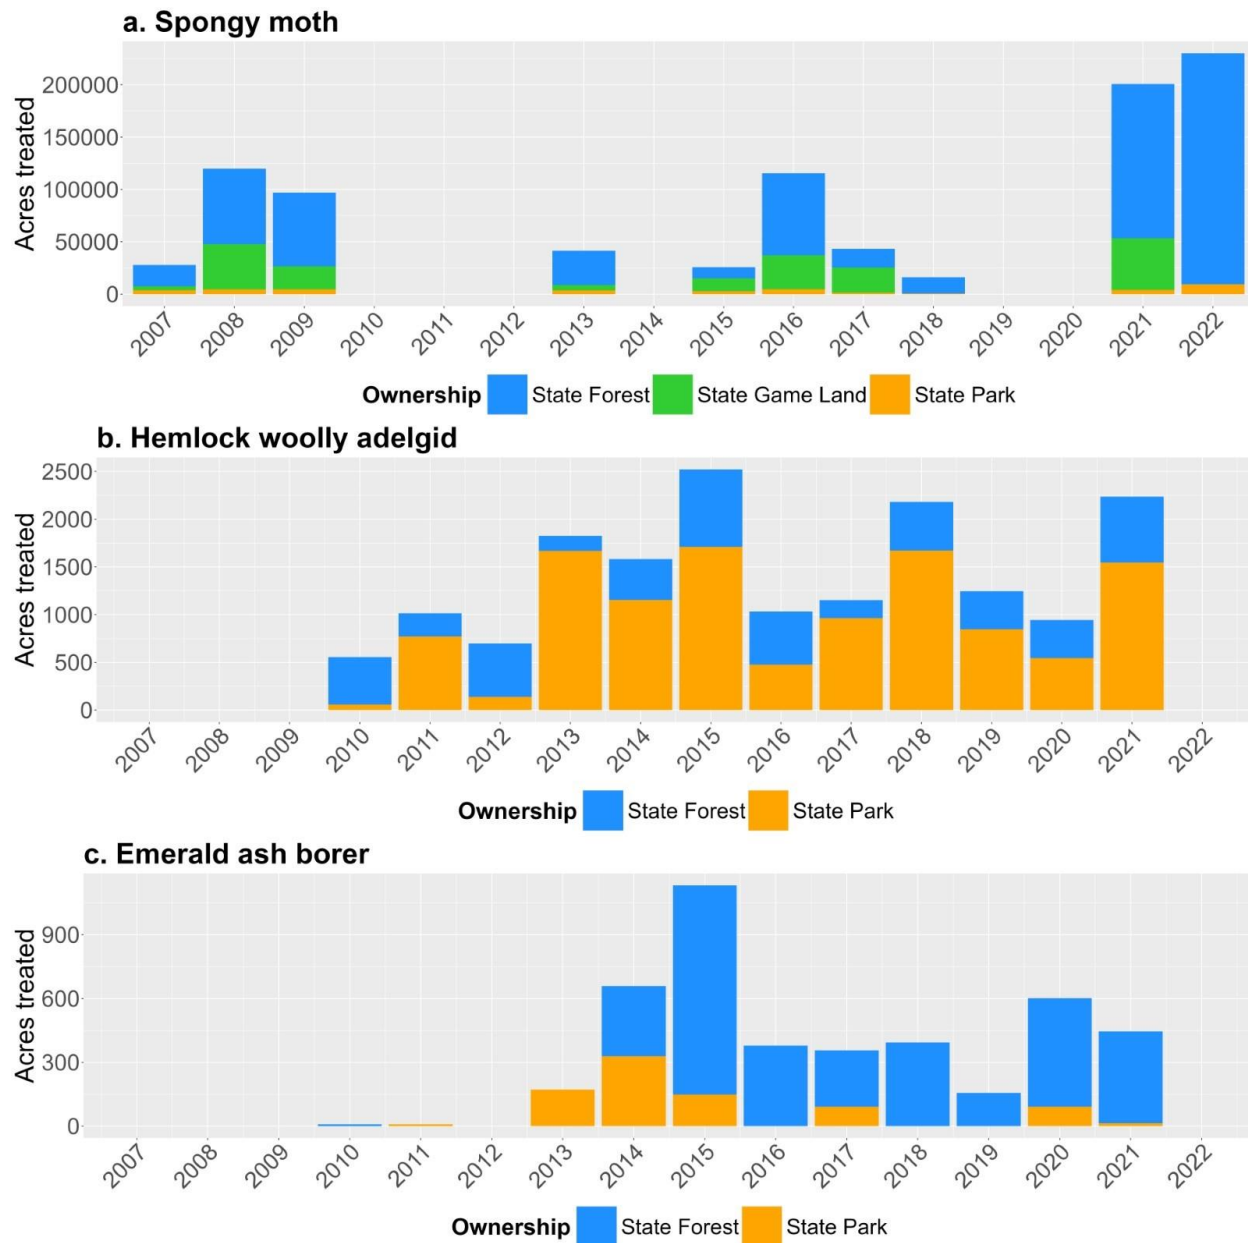 a. Spongy moth
Acres treated
200000
150000
100000
50000
0
2007 2008 2009 2010 2011 2012 2013 2014 2015 2016 2017 2018 2019 2020 2021 2022
Ownership State Forest State Game Land State Park
b. Hemlock woolly adelgid
Acres treated
2500
2000
1500
1000
500
0
2007 2008 2009 2010 2011 2012 2013 2014 2015 2016 2017 2018 2019 2020 2021 2022
Ownership State Forest State Park
c. Emerald ash borer
Acres treated
900
600
300
0
2007 2008 2009 2010 2011 2012 2013 2014 2015 2016 2017 2018 2019 2020 2021 2022
Ownership State Forest State Park